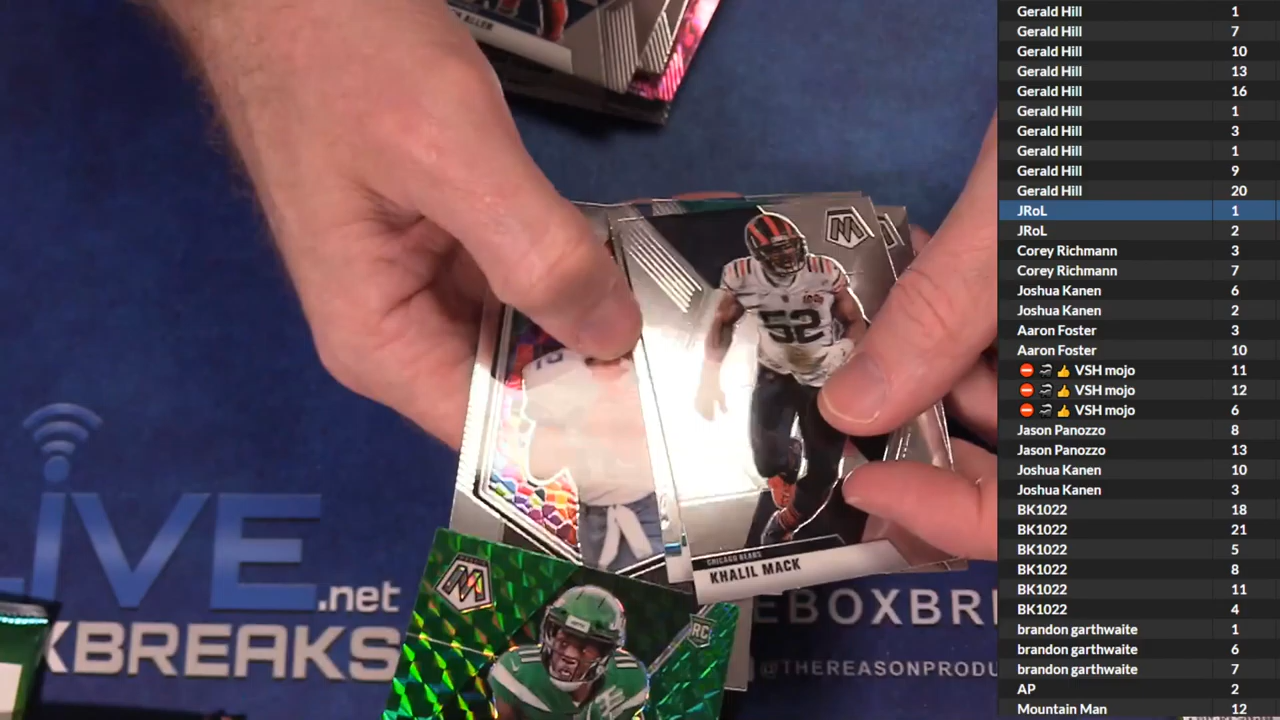 ALLEN
M
52
CHICAGO BEARS
KHALIL MACK
M
RC
11
LIVE.net
XBREAKS
EBOXBR
@THEREASONPRODU
Gerald Hill 1
Gerald Hill 7
Gerald Hill 10
Gerald Hill 13
Gerald Hill 16
Gerald Hill 1
Gerald Hill 3
Gerald Hill 1
Gerald Hill 9
Gerald Hill 20
JRoL 1
JRoL 2
Corey Richmann 3
Corey Richmann 7
Joshua Kanen 6
Joshua Kanen 2
Aaron Foster 3
Aaron Foster 10
VSH mojo 11
VSH mojo 12
VSH mojo 6
Jason Panozzo 8
Jason Panozzo 13
Joshua Kanen 10
Joshua Kanen 3
BK1022 18
BK1022 21
BK1022 5
BK1022 8
BK1022 11
BK1022 4
brandon garthwaite 1
brandon garthwaite 6
brandon garthwaite 7
AP 2
Mountain Man 12